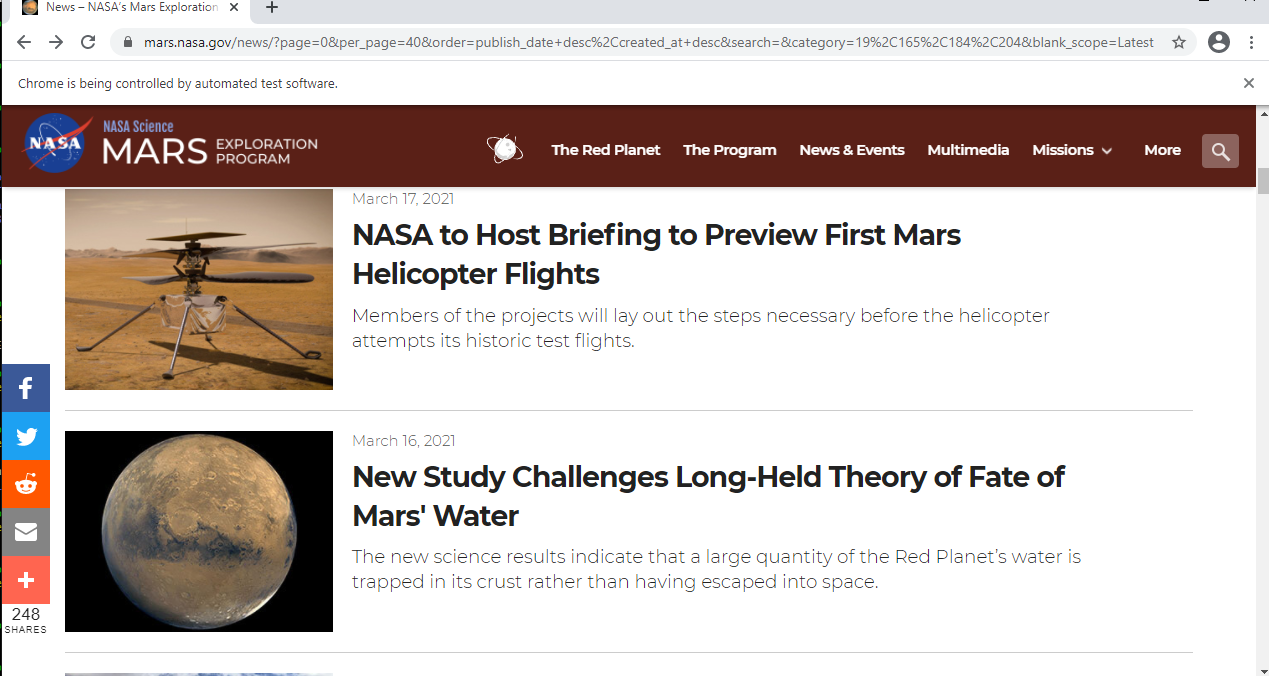 News – NASA's Mars Exploration
mars.nasa.gov/news/?page=0&per_page=40&order=publish_date+desc%2Ccreated_at+desc&search=&category=19%2C165%2C184%2C204&blank_scope=Latest
Chrome is being controlled by automated test software.
NASA
NASA Science
MARS EXPLORATION
PROGRAM
The Red Planet The Program News & Events Multimedia Missions More
March 17, 2021
NASA to Host Briefing to Preview First Mars
Helicopter Flights
Members of the projects will lay out the steps necessary before the helicopter
attempts its historic test flights.
March 16, 2021
New Study Challenges Long-Held Theory of Fate of
Mars' Water
The new science results indicate that a large quantity of the Red Planet's water is
trapped in its crust rather than having escaped into space.
248
SHARES